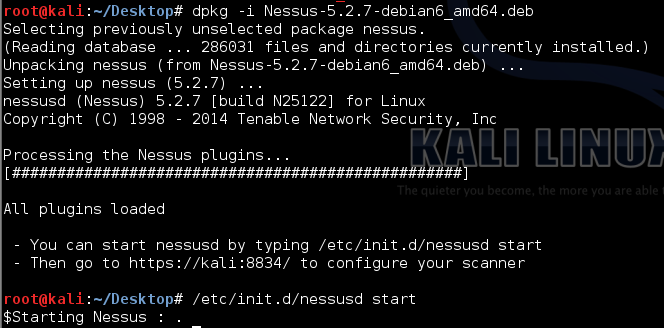 root@kali:~/Desktop# dpkg -i Nessus-5.2.7-debian6_amd64.deb
Selecting previously unselected package nessus.
(Reading database ... 286031 files and directories currently installed.)
Unpacking nessus (from Nessus-5.2.7-debian6_amd64.deb) ...
Setting up nessus (5.2.7) ...
nessusd (Nessus) 5.2.7 [build N25122] for Linux
Copyright (C) 1998 - 2014 Tenable Network Security, Inc
KALI LINUX
Processing the Nessus plugins...
[##################################################]
The quieter you become, the more you are able t
All plugins loaded
- You can start nessusd by typing /etc/init.d/nessusd start
- Then go to https://kali:8834/ to configure your scanner
root@kali:~/Desktop# /etc/init.d/nessusd start
$Starting Nessus : .